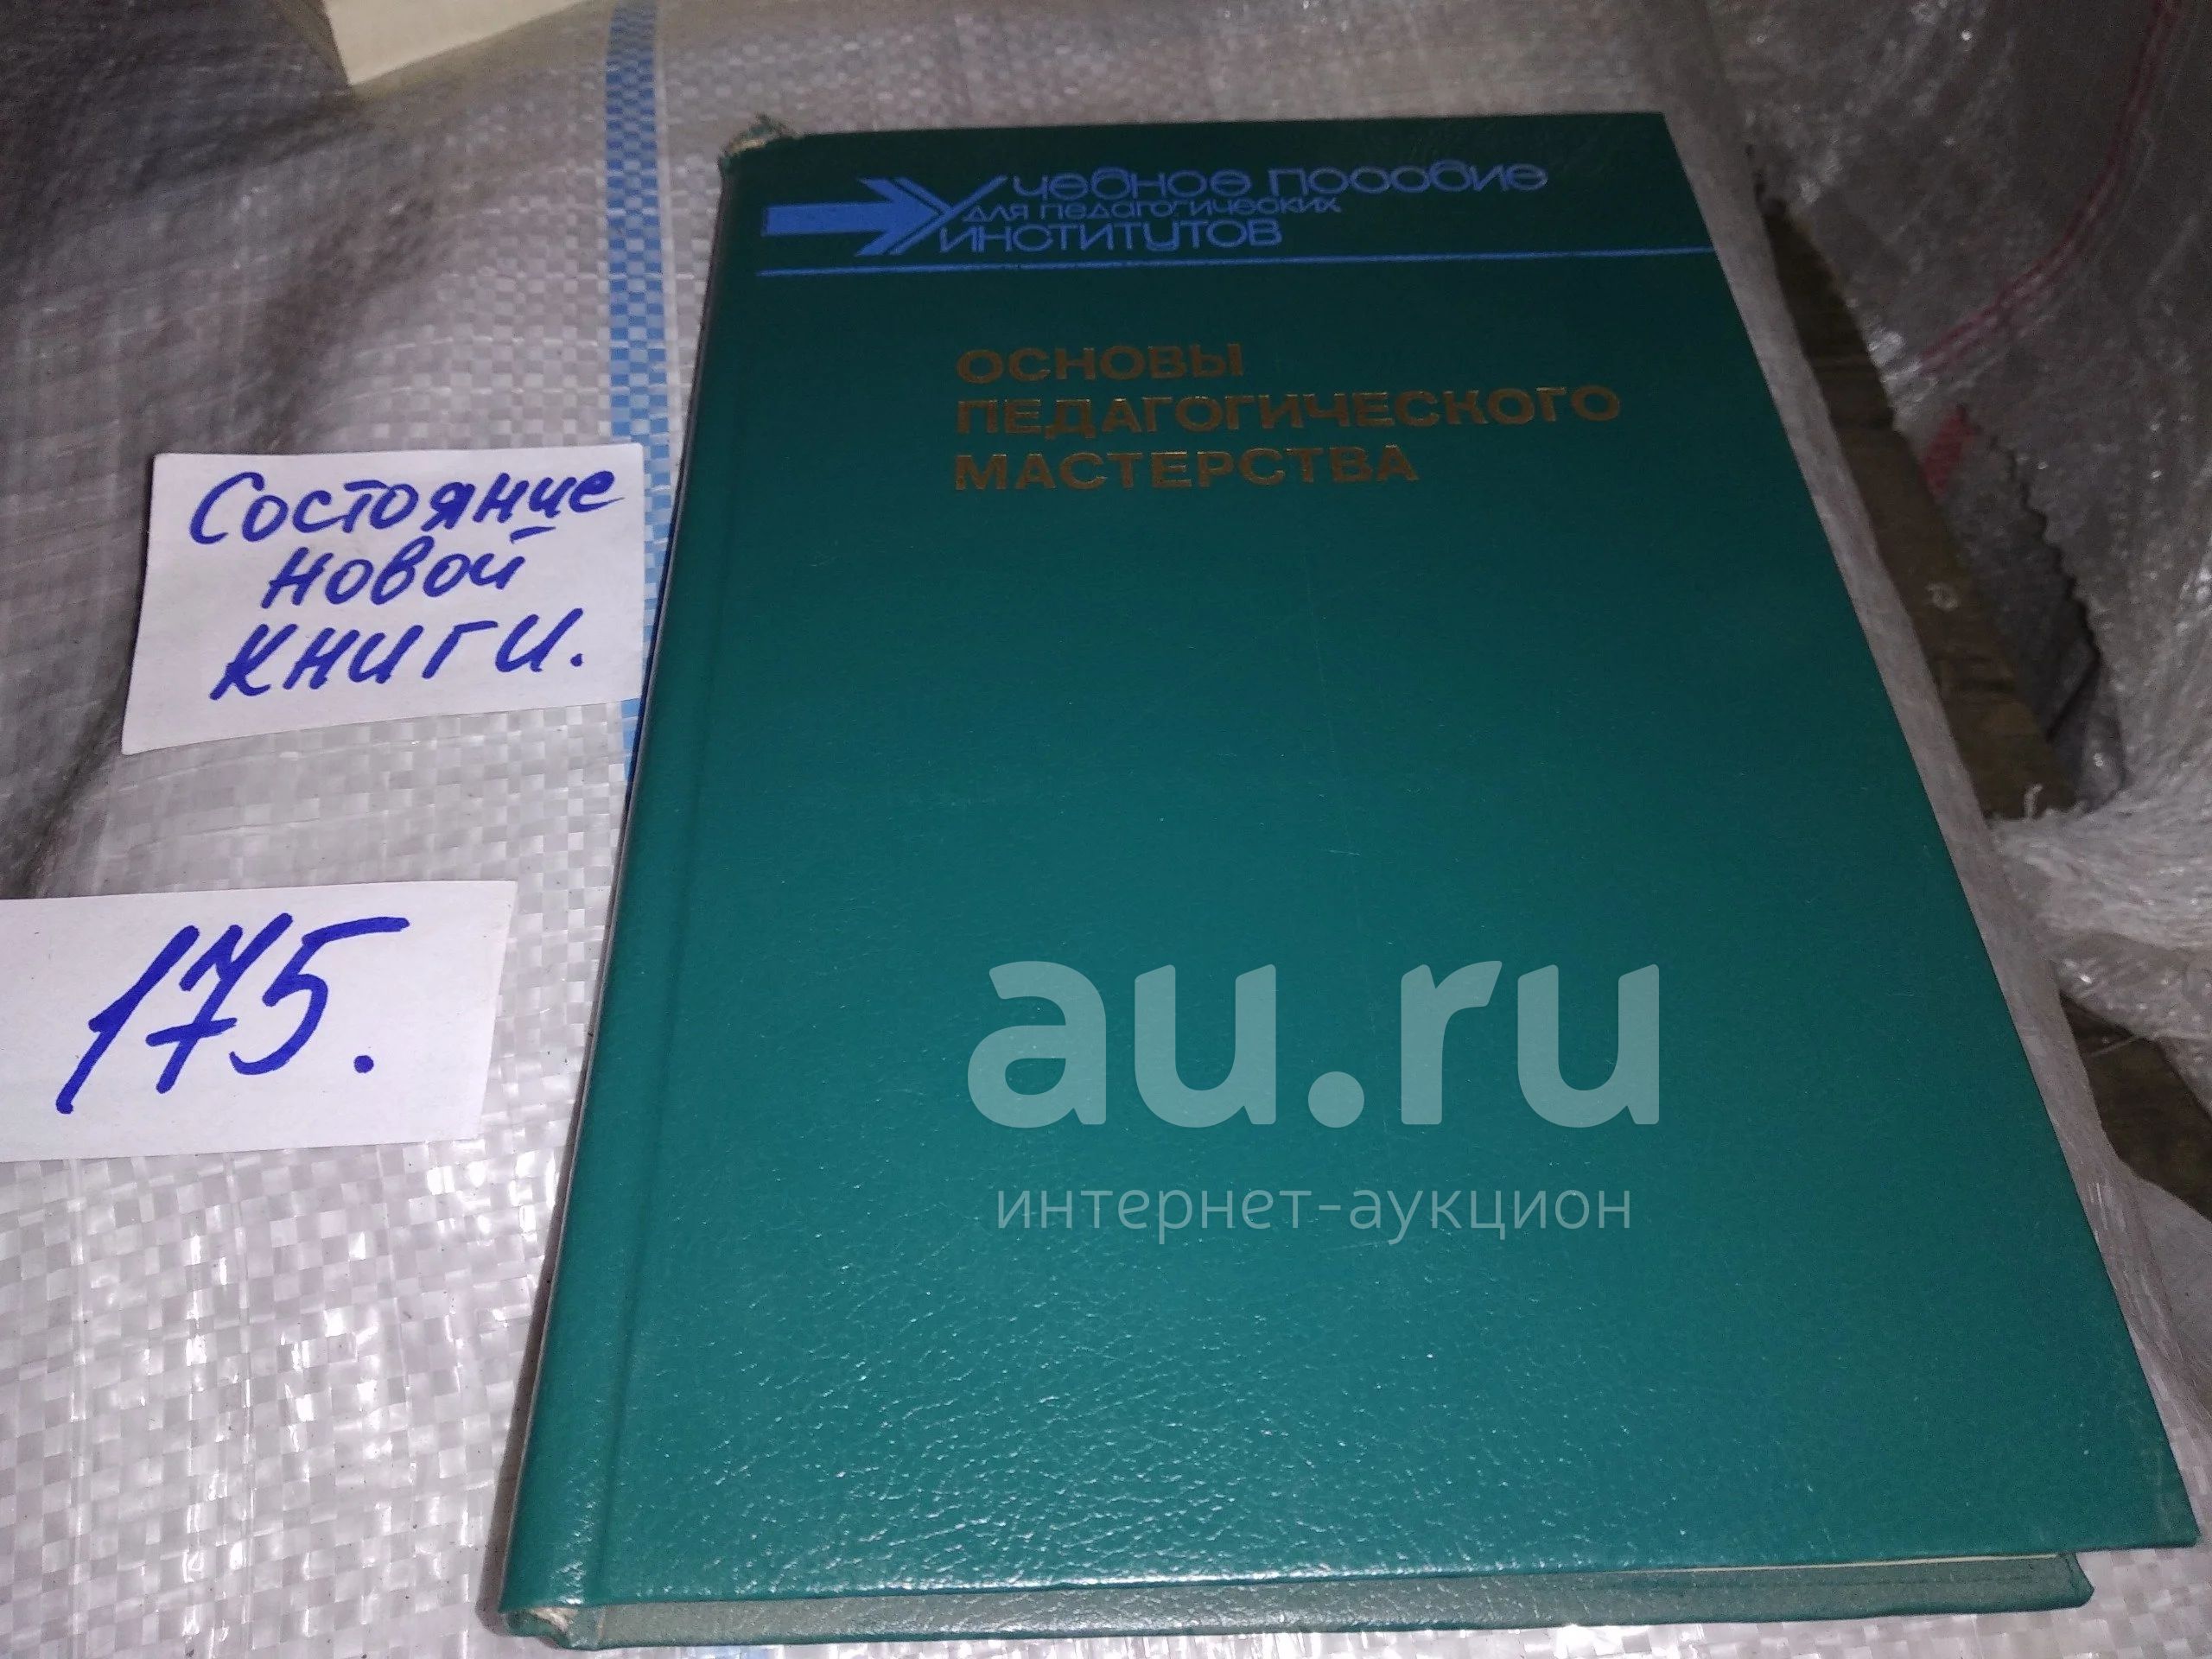 Учебное пособие
для педагогических
институтов
ОСНОВЫ
ПЕДАГОГИЧЕСКОГО
МАСТЕРСТВА
Состояние
новой
книги.
175.
au.ru
интернет-аукцион